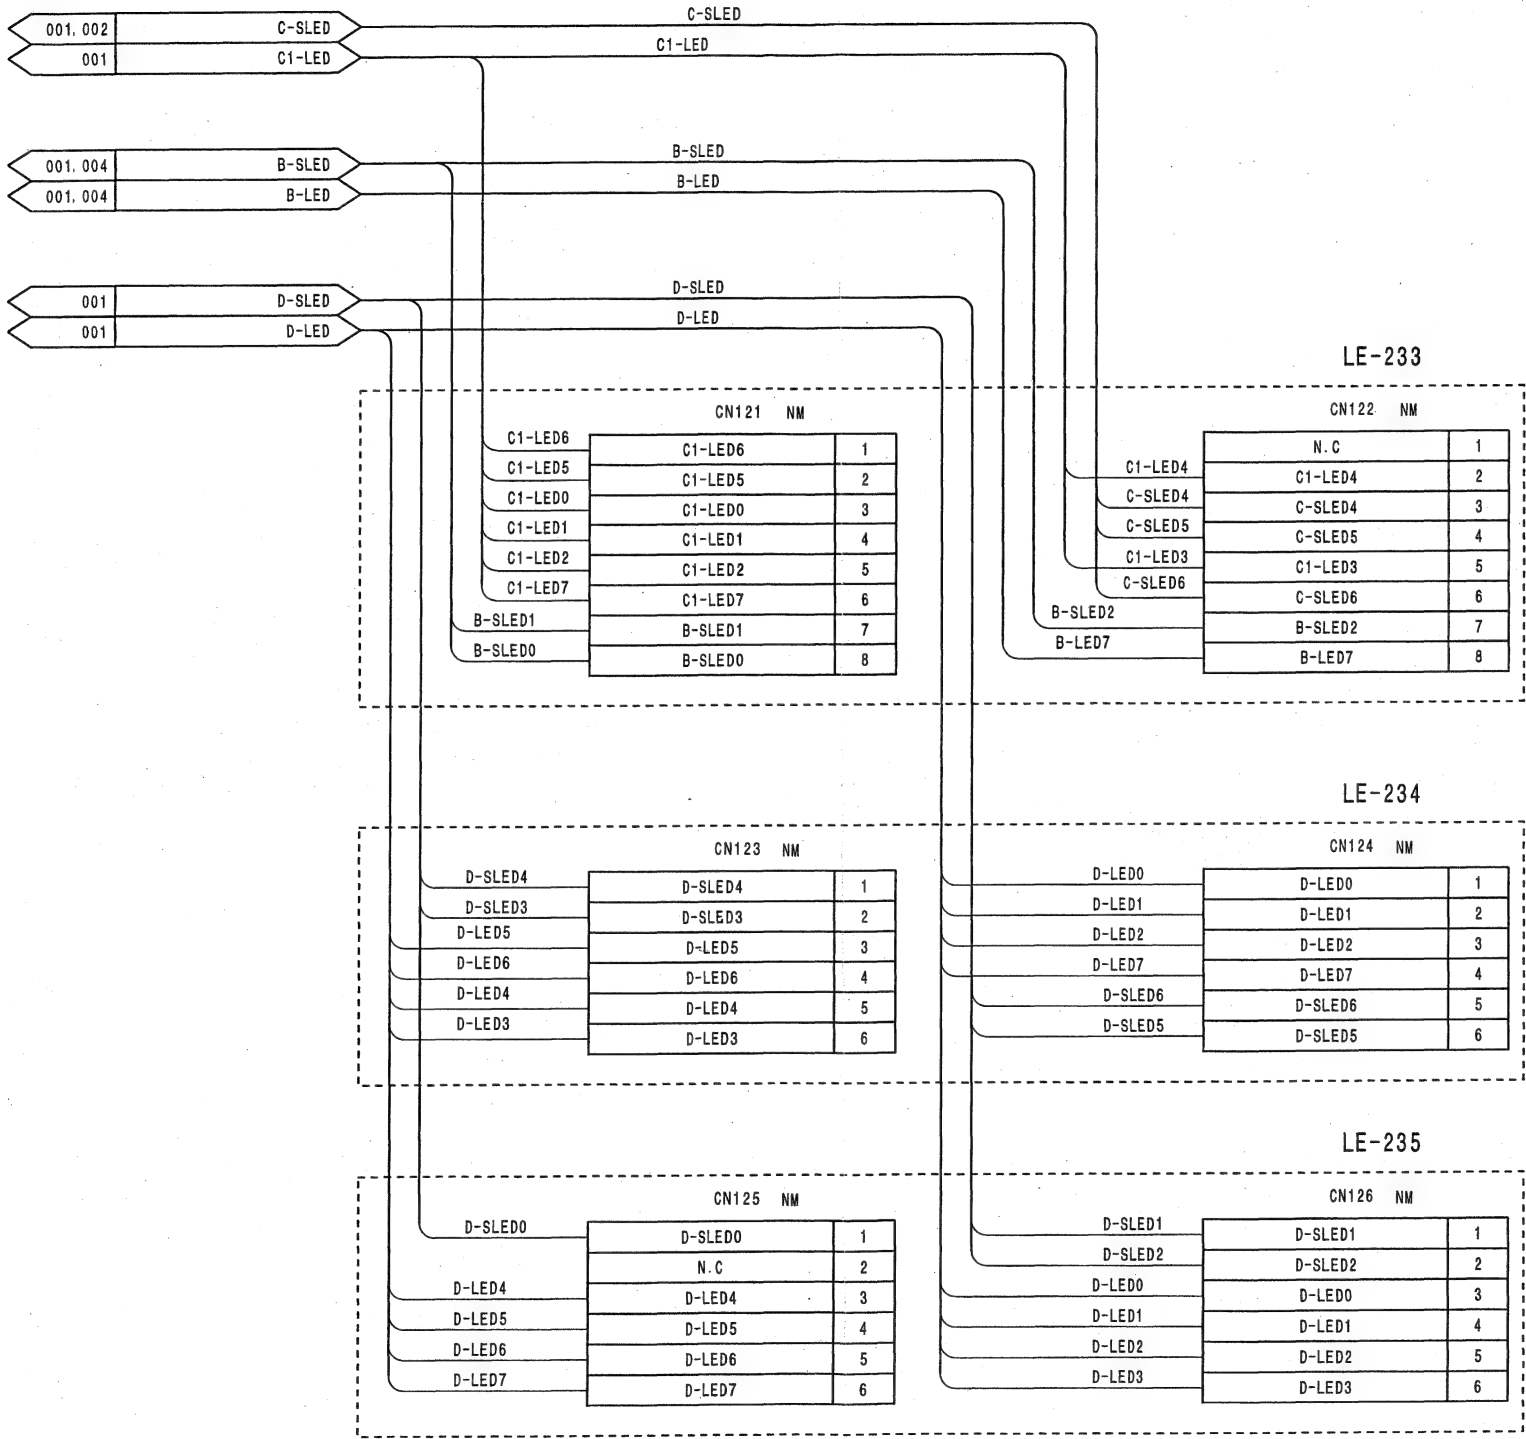 C-SLED
001, 002 C-SLED
C1-LED
001 C1-LED
B-SLED
001, 004 B-SLED
B-LED
001, 004 B-LED
D-SLED
001 D-SLED
D-LED
001 D-LED
LE-233
CN121 NM
C1-LED6 C1-LED6 1
C1-LED5 C1-LED5 2
C1-LED0 C1-LED0 3
C1-LED1 C1-LED1 4
C1-LED2 C1-LED2 5
C1-LED7 C1-LED7 6
B-SLED1 B-SLED1 7
B-SLED0 B-SLED0 8
CN122 NM
N.C 1
C1-LED4 C1-LED4 2
C-SLED4 C-SLED4 3
C-SLED5 C-SLED5 4
C1-LED3 C1-LED3 5
C-SLED6 C-SLED6 6
B-SLED2 B-SLED2 7
B-LED7 B-LED7 8
LE-234
CN123 NM
D-SLED4 D-SLED4 1
D-SLED3 D-SLED3 2
D-LED5 D-LED5 3
D-LED6 D-LED6 4
D-LED4 D-LED4 5
D-LED3 D-LED3 6
CN124 NM
D-LED0 D-LED0 1
D-LED1 D-LED1 2
D-LED2 D-LED2 3
D-LED7 D-LED7 4
D-SLED6 D-SLED6 5
D-SLED5 D-SLED5 6
LE-235
CN125 NM
D-SLED0 D-SLED0 1
N.C 2
D-LED4 D-LED4 3
D-LED5 D-LED5 4
D-LED6 D-LED6 5
D-LED7 D-LED7 6
CN126 NM
D-SLED1 D-SLED1 1
D-SLED2 D-SLED2 2
D-LED0 D-LED0 3
D-LED1 D-LED1 4
D-LED2 D-LED2 5
D-LED3 D-LED3 6